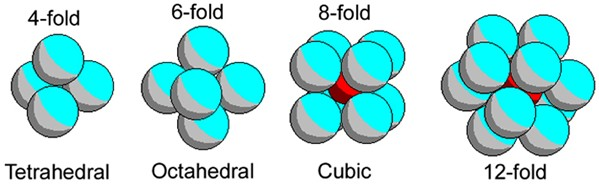 4-fold
6-fold
8-fold
Tetrahedral
Octahedral
Cubic
12-fold